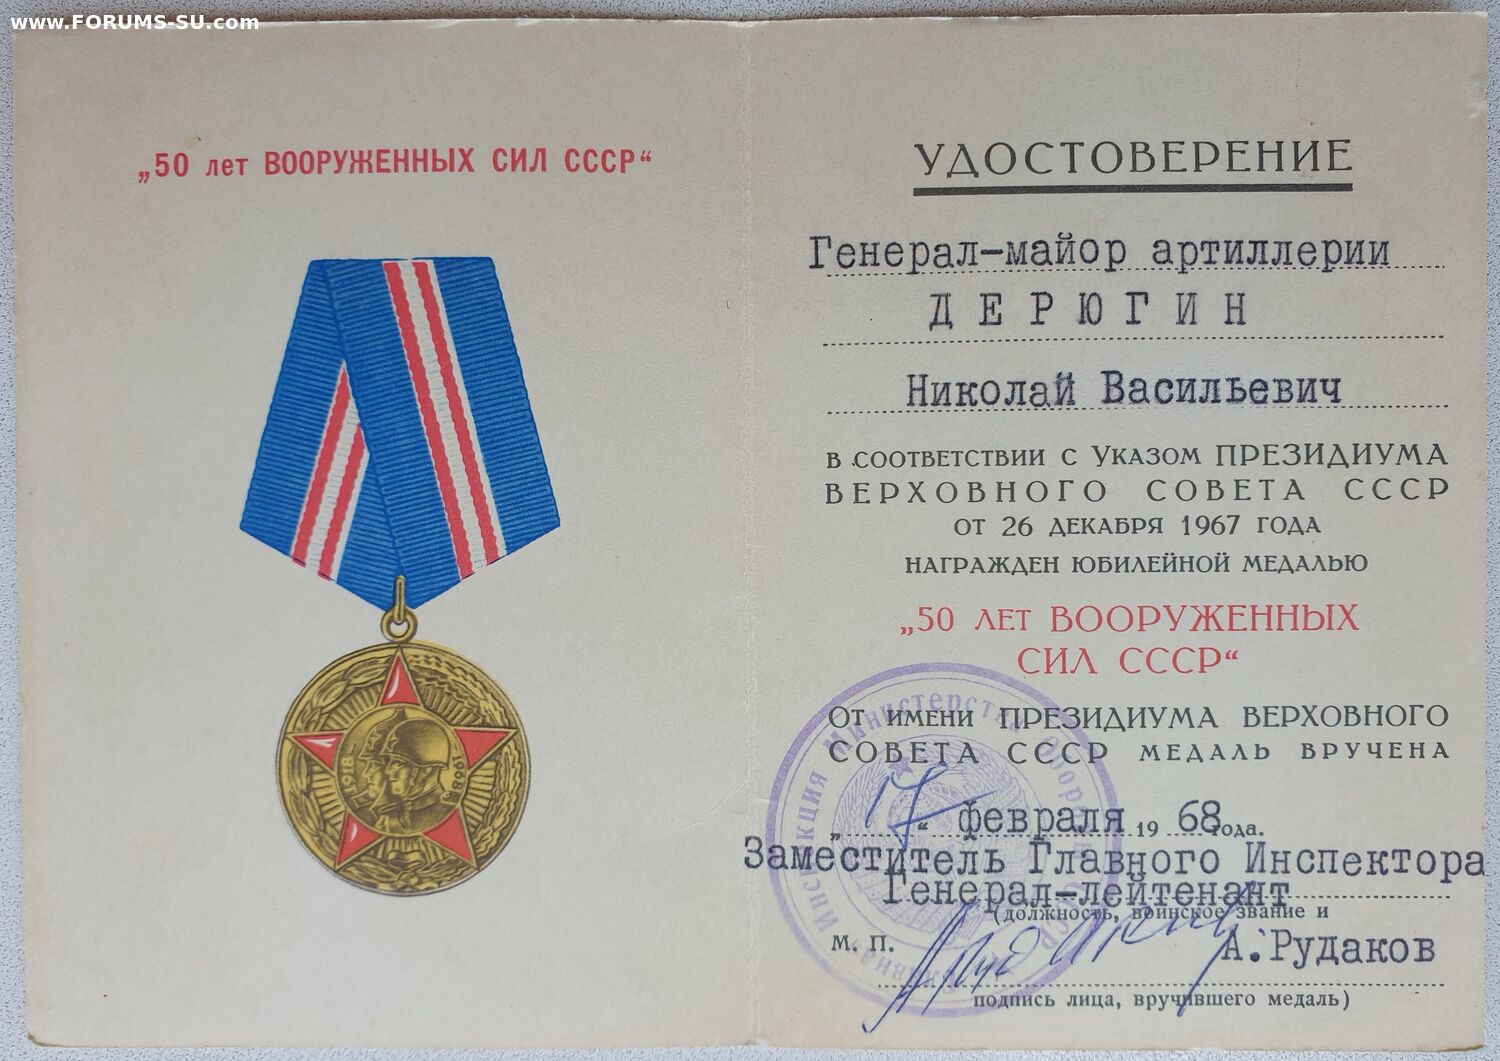 www.FORUMS-SU.com
„50 лет ВООРУЖЕННЫХ СИЛ СССР“
1918
1968
УДОСТОВЕРЕНИЕ
Генерал-майор артиллерии
ДЕРЮГИН
Николай Васильевич
в соответствии с Указом ПРЕЗИДИУМА
ВЕРХОВНОГО СОВЕТА СССР
от 26 декабря 1967 года
награжден юбилейной медалью
„50 лет ВООРУЖЕННЫХ
СИЛ СССР“
От имени ПРЕЗИДИУМА ВЕРХОВНОГО
СОВЕТА СССР медаль вручена
„17“ февраля 19 68 года.
Заместитель Главного Инспектора
Генерал-лейтенант
(должность, воинское звание и
М. П.
А.Рудаков
подпись лица, вручившего медаль)